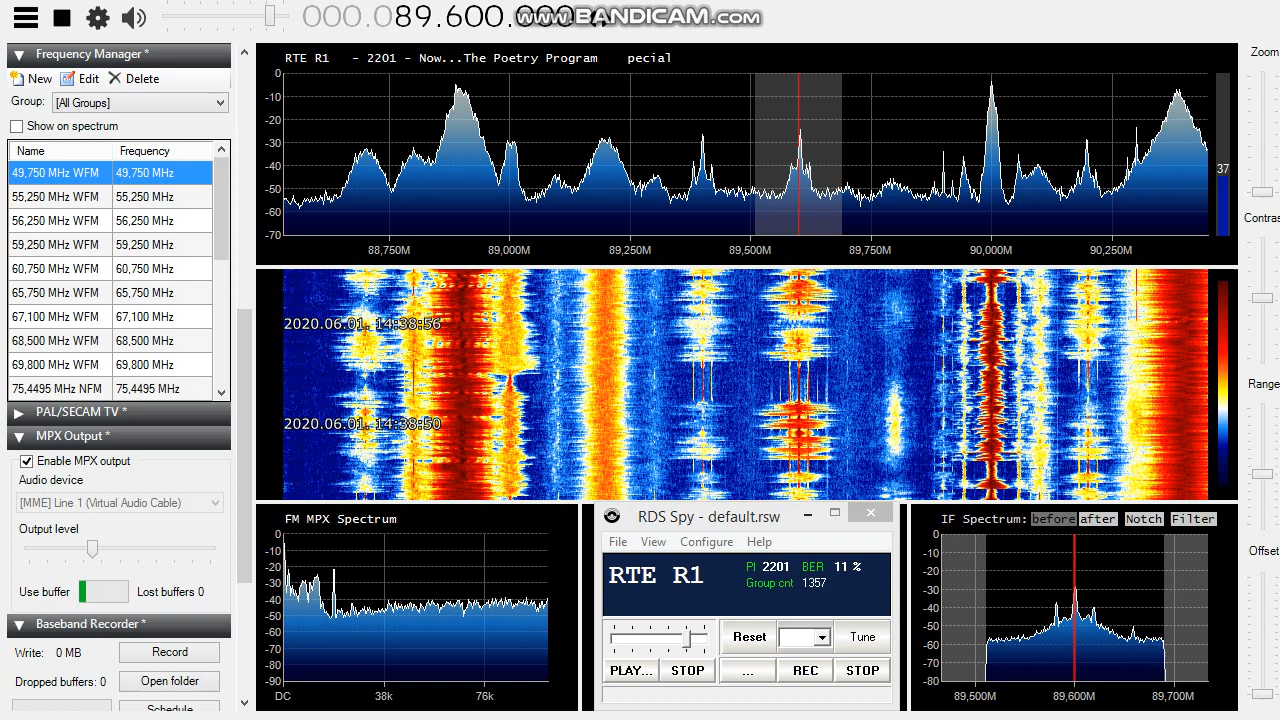 000.089.600.000
www.BANDICAM.com
Frequency Manager *
New Edit Delete
Group: [All Groups]
Show on spectrum
Name Frequency
49,750 MHz WFM 49,750 MHz
55,250 MHz WFM 55,250 MHz
56,250 MHz WFM 56,250 MHz
59,250 MHz WFM 59,250 MHz
60,750 MHz WFM 60,750 MHz
65,750 MHz WFM 65,750 MHz
67,100 MHz WFM 67,100 MHz
68,500 MHz WFM 68,500 MHz
69,800 MHz WFM 69,800 MHz
75,4495 MHz NFM 75,4495 MHz
PAL/SECAM TV *
MPX Output *
Enable MPX output
Audio device
[MME] Line 1 (Virtual Audio Cable)
Output level
Use buffer Lost buffers 0
Baseband Recorder *
Write: 0 MB Record
Dropped buffers: 0 Open folder
Schedule
RTE R1 - 2201 - Now...The Poetry Program pecial
0
-10
-20
-30
-40
-50
-60
-70
37
88,750M 89,000M 89,250M 89,500M 89,750M 90,000M 90,250M
2020.06.01. 14:38:56
2020.06.01. 14:38:50
FM MPX Spectrum
0
-10
-20
-30
-40
-50
-60
-70
-80
-90
DC 38k 76k
RDS Spy - default.rsw
File View Configure Help
RTE R1
PI 2201 BER 11 %
Group cnt 1357
Reset Tune
PLAY... STOP ... REC STOP
IF Spectrum: before after Notch Filter
0
-10
-20
-30
-40
-50
-60
-70
-80
89,500M 89,600M 89,700M
Zoom
Contras
Range
Offset